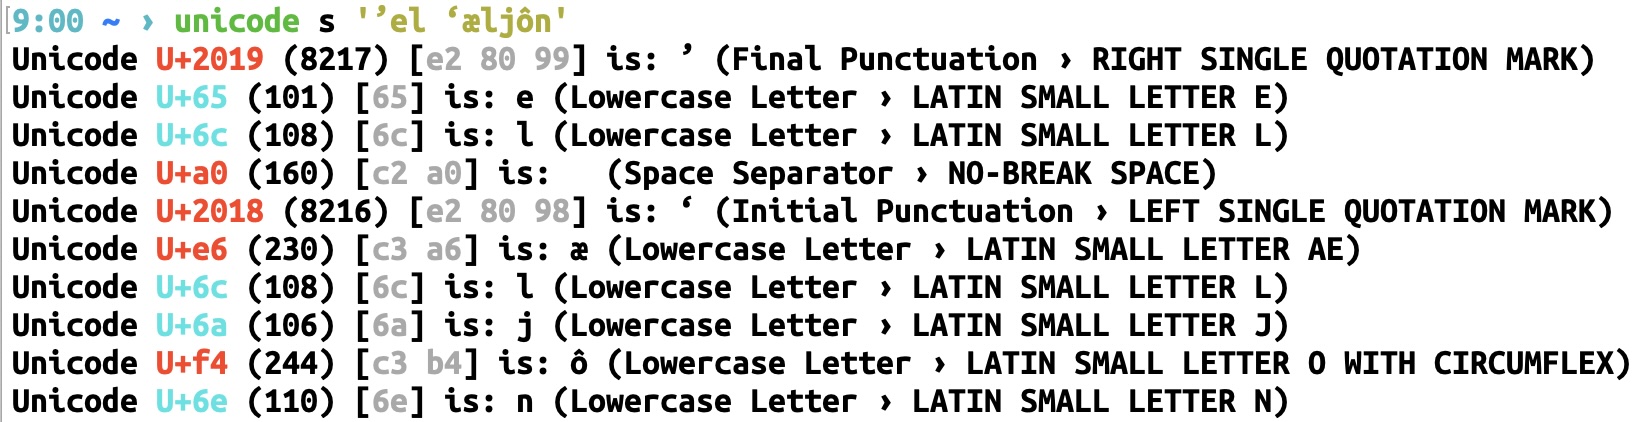 [9:00 ~ › unicode s '’el ‘æljôn'
Unicode U+2019 (8217) [e2 80 99] is: ’ (Final Punctuation › RIGHT SINGLE QUOTATION MARK)
Unicode U+65 (101) [65] is: e (Lowercase Letter › LATIN SMALL LETTER E)
Unicode U+6c (108) [6c] is: l (Lowercase Letter › LATIN SMALL LETTER L)
Unicode U+a0 (160) [c2 a0] is:   (Space Separator › NO-BREAK SPACE)
Unicode U+2018 (8216) [e2 80 98] is: ‘ (Initial Punctuation › LEFT SINGLE QUOTATION MARK)
Unicode U+e6 (230) [c3 a6] is: æ (Lowercase Letter › LATIN SMALL LETTER AE)
Unicode U+6c (108) [6c] is: l (Lowercase Letter › LATIN SMALL LETTER L)
Unicode U+6a (106) [6a] is: j (Lowercase Letter › LATIN SMALL LETTER J)
Unicode U+f4 (244) [c3 b4] is: ô (Lowercase Letter › LATIN SMALL LETTER O WITH CIRCUMFLEX)
Unicode U+6e (110) [6e] is: n (Lowercase Letter › LATIN SMALL LETTER N)